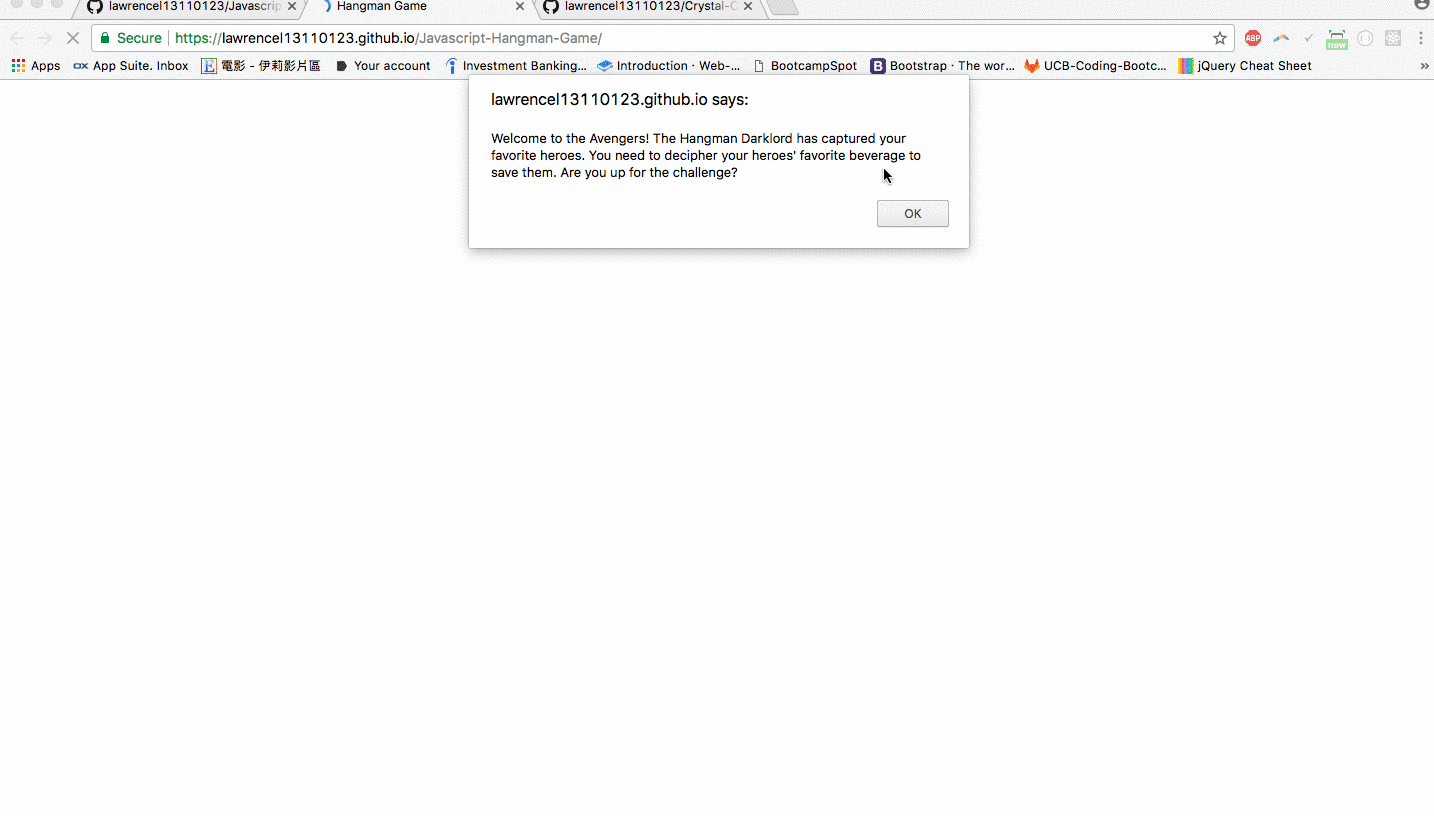 lawrencel13110123/Javascrip Hangman Game lawrencel13110123/Crystal-C
Secure https://lawrencel13110123.github.io/Javascript-Hangman-Game/ ABP new
Apps App Suite. Inbox 電影 - 伊莉影片區 Your account Investment Banking... Introduction · Web-... BootcampSpot B Bootstrap · The wor... UCB-Coding-Bootc... jQuery Cheat Sheet »
lawrencel13110123.github.io says:
Welcome to the Avengers! The Hangman Darklord has captured your
favorite heroes. You need to decipher your heroes' favorite beverage to
save them. Are you up for the challenge?
OK